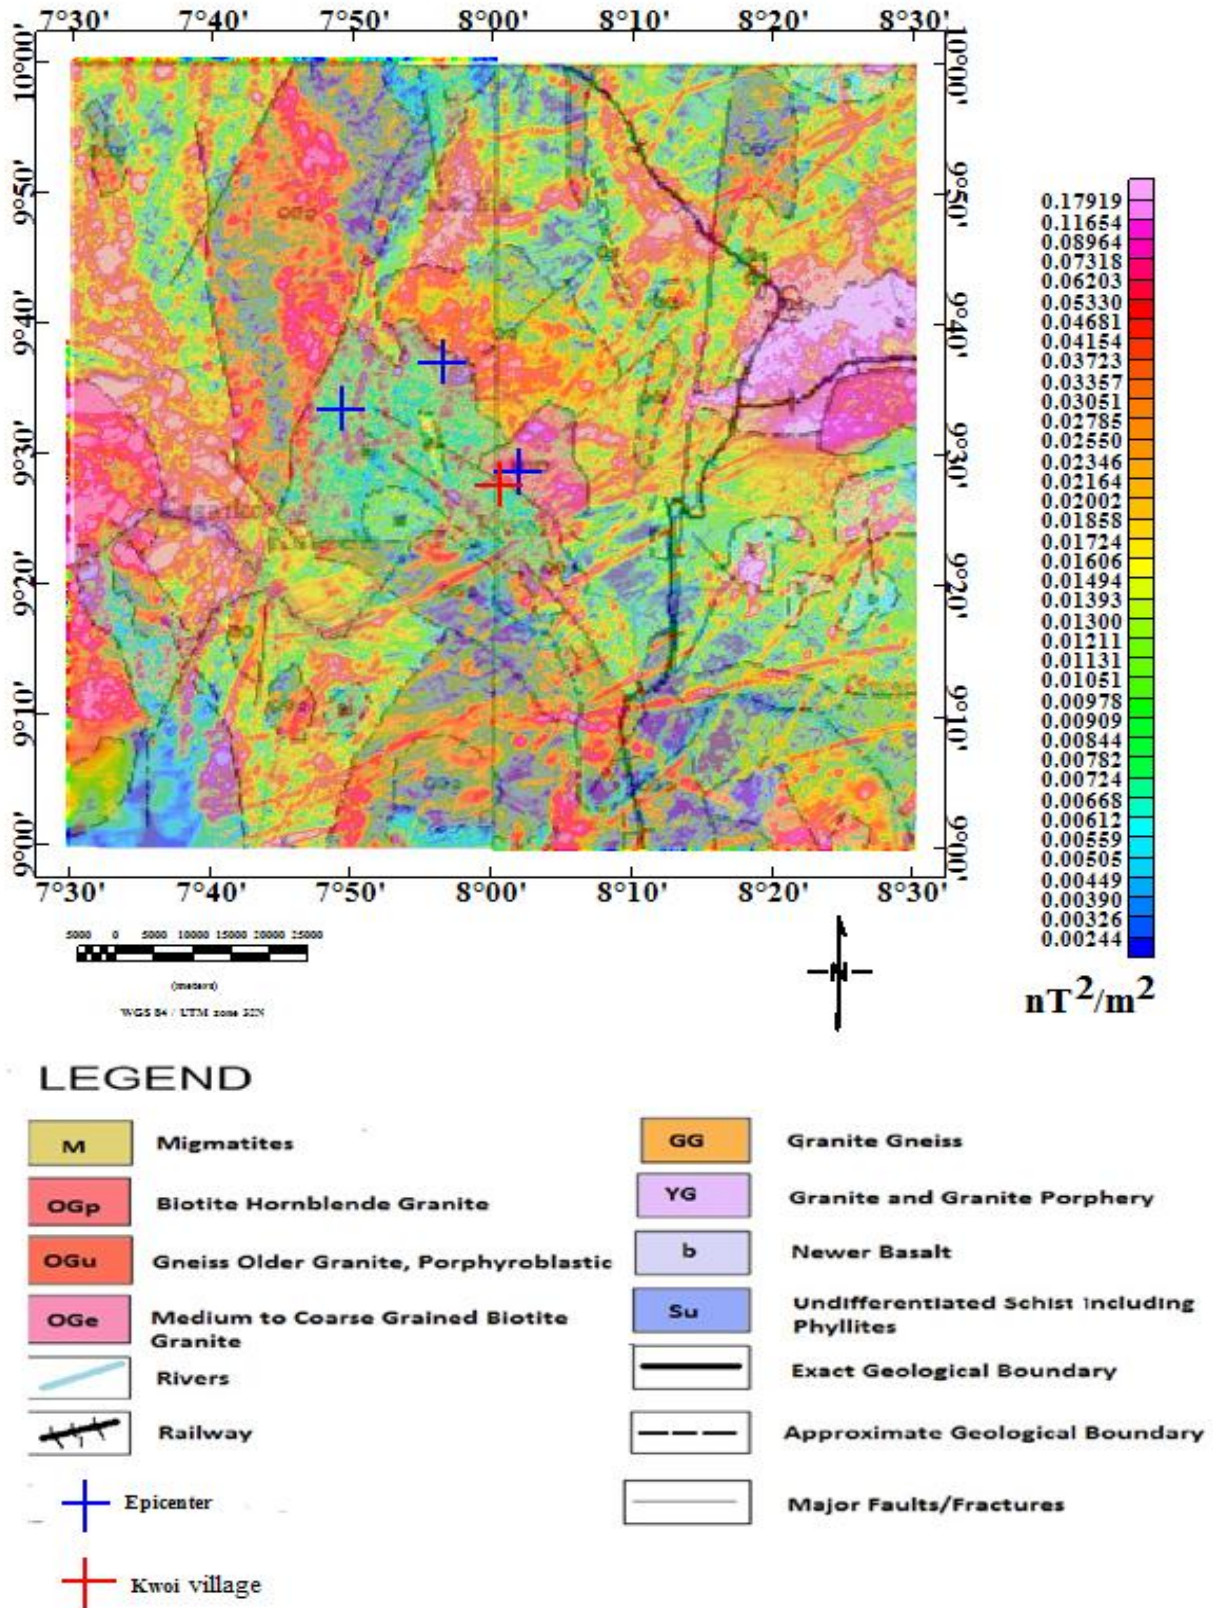 7°30' 7°40' 7°50' 8°00' 8°10' 8°20' 8°30'
10°00' 10°00'
9°50' 9°50'
9°40' 9°40'
9°30' 9°30'
9°20' 9°20'
9°10' 9°10'
9°00' 9°00'
7°30' 7°40' 7°50' 8°00' 8°10' 8°20' 8°30'
0.17919
0.11654
0.08964
0.07318
0.06203
0.05330
0.04681
0.04154
0.03723
0.03357
0.03051
0.02785
0.02550
0.02346
0.02164
0.02002
0.01858
0.01724
0.01606
0.01494
0.01393
0.01300
0.01211
0.01131
0.01051
0.00978
0.00909
0.00844
0.00782
0.00724
0.00668
0.00612
0.00559
0.00505
0.00449
0.00390
0.00326
0.00244
nT²/m²
5000 0 5000 10000 15000 20000 25000
(meters)
WGS 84 / UTM zone 32N
N
LEGEND
M Migmatites
OGp Biotite Hornblende Granite
OGu Gneiss Older Granite, Porphyroblastic
OGe Medium to Coarse Grained Biotite
Granite
Rivers
Railway
Epicenter
Kwoi village
GG Granite Gneiss
YG Granite and Granite Porphery
b Newer Basalt
Su Undifferentiated Schist Including
Phyllites
Exact Geological Boundary
Approximate Geological Boundary
Major Faults/Fractures